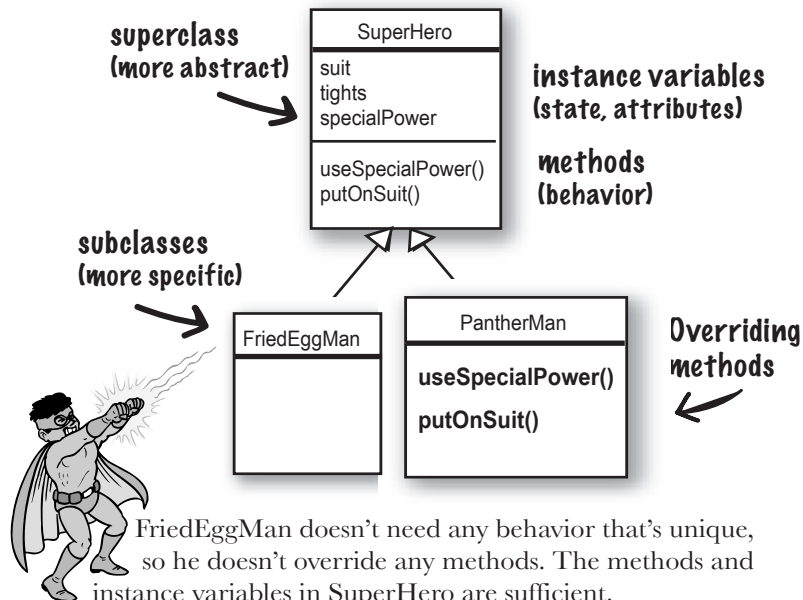 superclass
(more abstract)
SuperHero
suit
tights
specialPower
useSpecialPower()
putOnSuit()
instance variables
(state, attributes)
methods
(behavior)
subclasses
(more specific)
FriedEggMan
PantherMan
useSpecialPower()
putOnSuit()
Overriding
methods
FriedEggMan doesn’t need any behavior that’s unique,
so he doesn’t override any methods. The methods and
instance variables in SuperHero are sufficient.